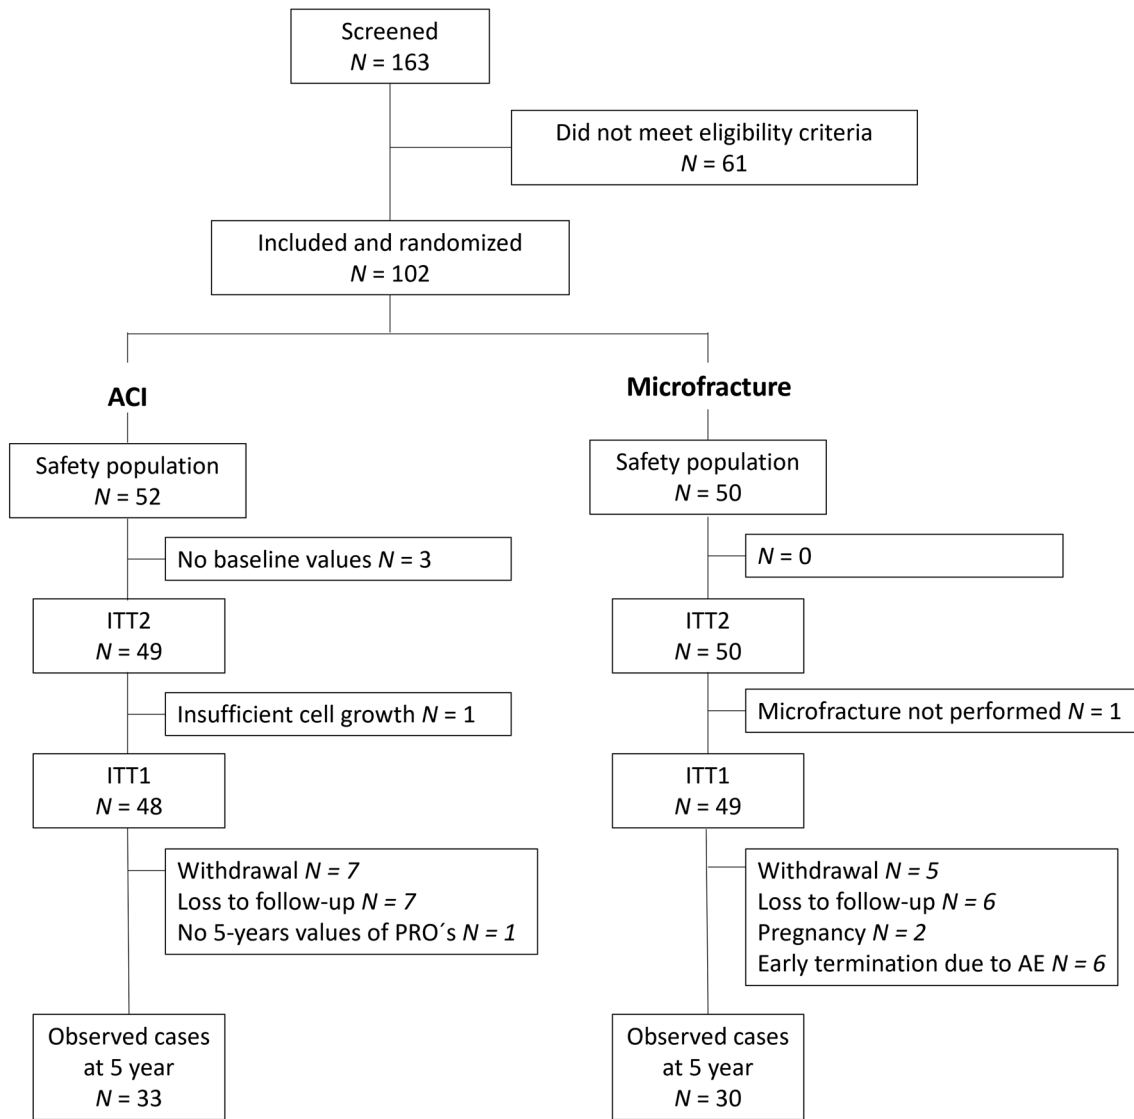 Screened
N = 163
Did not meet eligibility criteria
N = 61
Included and randomized
N = 102
ACI
Safety population
N = 52
No baseline values N = 3
ITT2
N = 49
Insufficient cell growth N = 1
ITT1
N = 48
Withdrawal N = 7
Loss to follow-up N = 7
No 5-years values of PRO´s N = 1
Observed cases
at 5 year
N = 33
Microfracture
Safety population
N = 50
N = 0
ITT2
N = 50
Microfracture not performed N = 1
ITT1
N = 49
Withdrawal N = 5
Loss to follow-up N = 6
Pregnancy N = 2
Early termination due to AE N = 6
Observed cases
at 5 year
N = 30